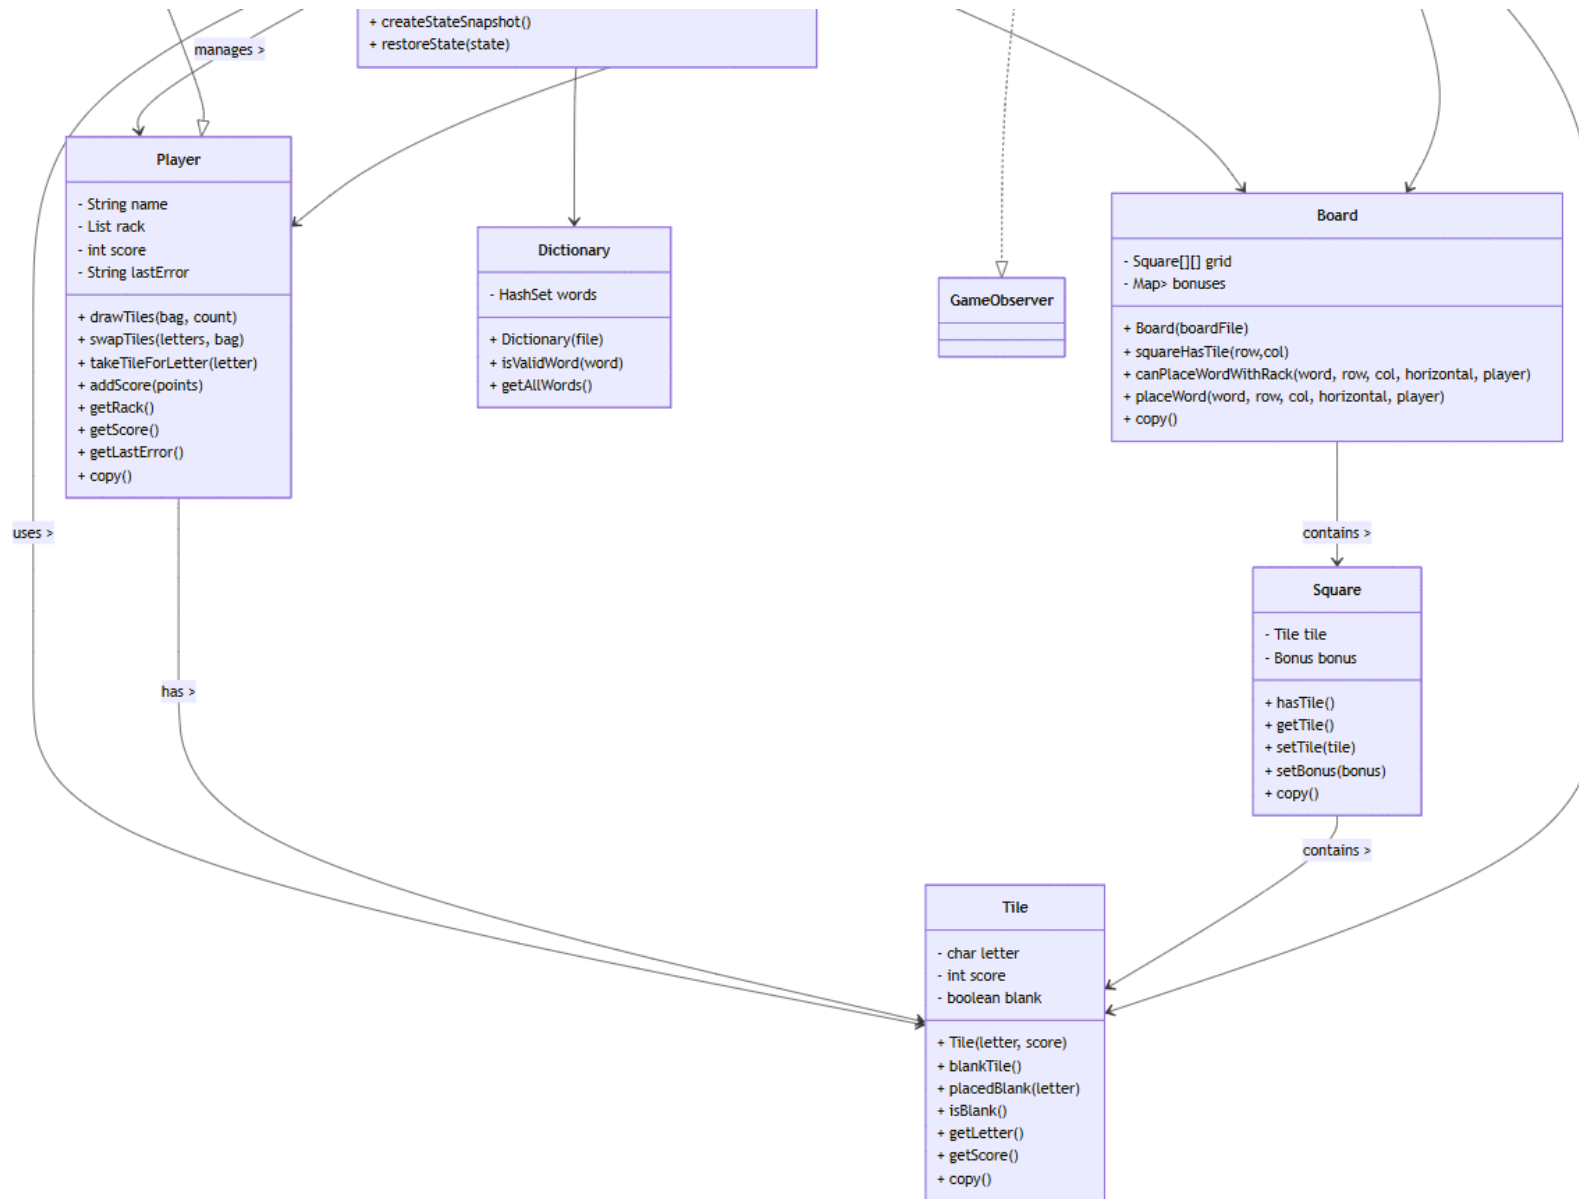 + createStateSnapshot()
+ restoreState(state)
manages >
Player
- String name
- List rack
- int score
- String lastError
+ drawTiles(bag, count)
+ swapTiles(letters, bag)
+ takeTileForLetter(letter)
+ addScore(points)
+ getRack()
+ getScore()
+ getLastError()
+ copy()
Dictionary
- HashSet words
+ Dictionary(file)
+ isValidWord(word)
+ getAllWords()
GameObserver
Board
- Square[][] grid
- Map> bonuses
+ Board(boardFile)
+ squareHasTile(row,col)
+ canPlaceWordWithRack(word, row, col, horizontal, player)
+ placeWord(word, row, col, horizontal, player)
+ copy()
uses >
contains >
Square
- Tile tile
- Bonus bonus
+ hasTile()
+ getTile()
+ setTile(tile)
+ setBonus(bonus)
+ copy()
has >
contains >
Tile
- char letter
- int score
- boolean blank
+ Tile(letter, score)
+ blankTile()
+ placedBlank(letter)
+ isBlank()
+ getLetter()
+ getScore()
+ copy()